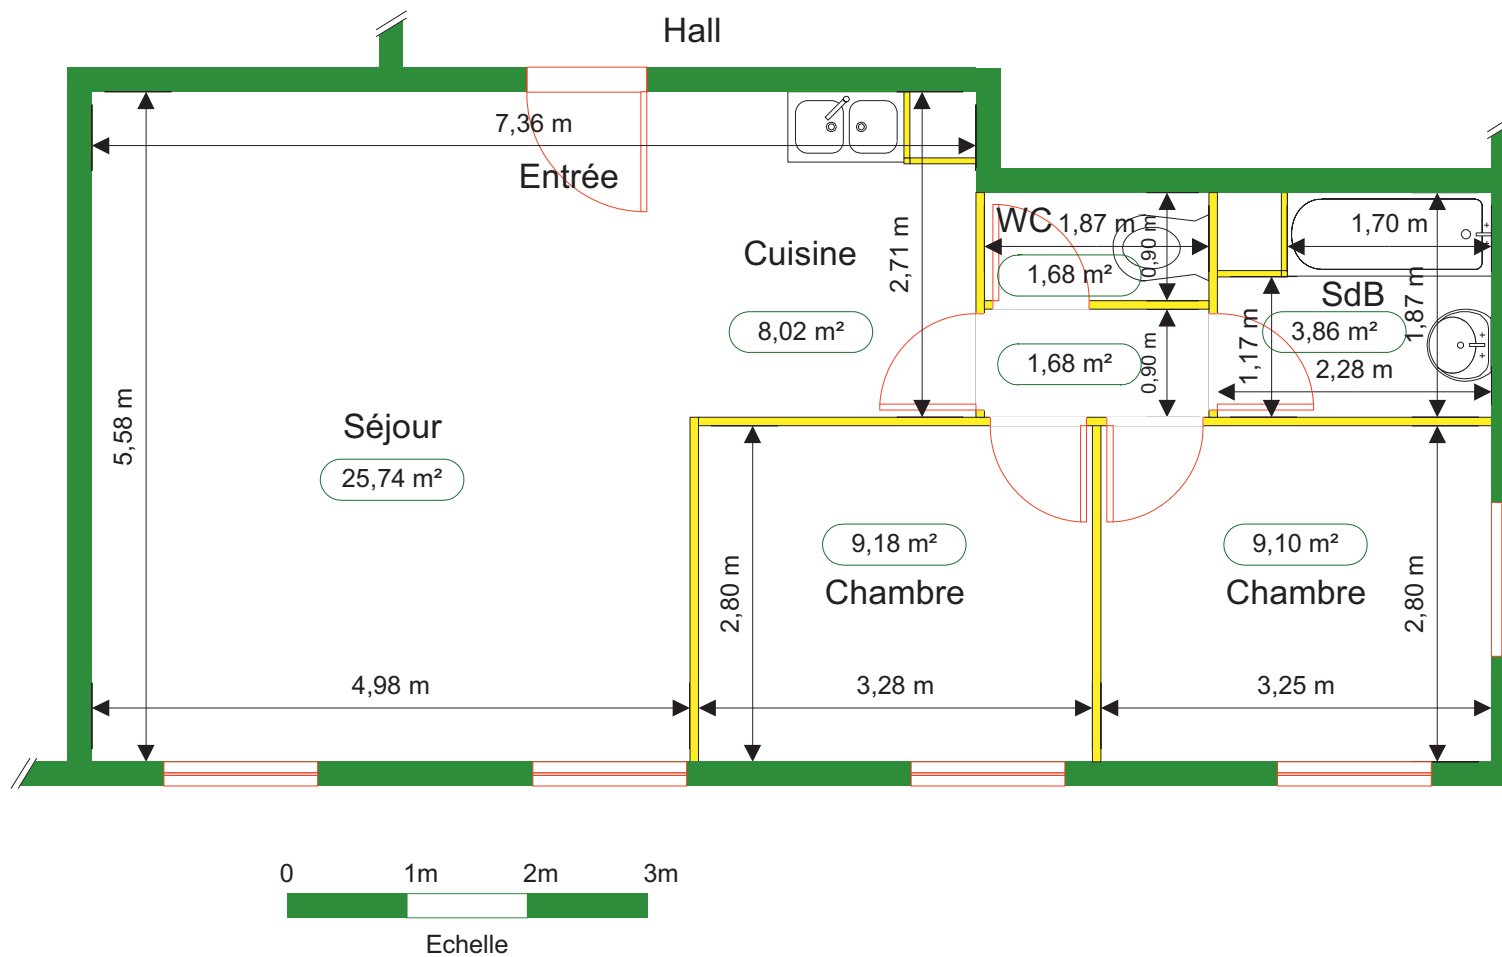 Hall
7,36 m
Entrée
WC
1,87 m
0,90 m
1,70 m
Cuisine
2,71 m
1,68 m²
SdB
1,87 m
8,02 m²
3,86 m²
1,17 m
1,68 m²
0,90 m
2,28 m
5,58 m
Séjour
25,74 m²
9,18 m²
9,10 m²
2,80 m
Chambre
Chambre
2,80 m
4,98 m
3,28 m
3,25 m
0 1m 2m 3m
Echelle